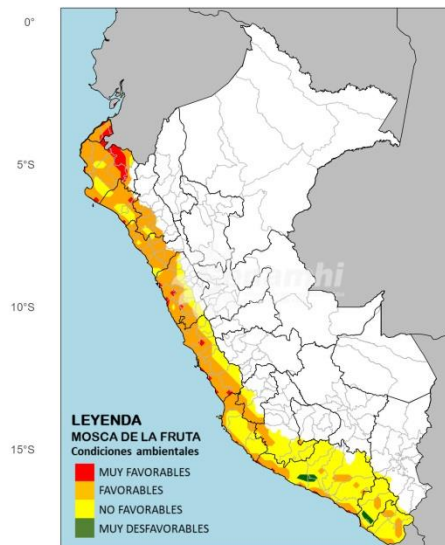 0°
5°S
10°S
15°S
LEYENDA
MOSCA DE LA FRUTA
Condiciones ambientales
MUY FAVORABLES
FAVORABLES
NO FAVORABLES
MUY DESFAVORABLES